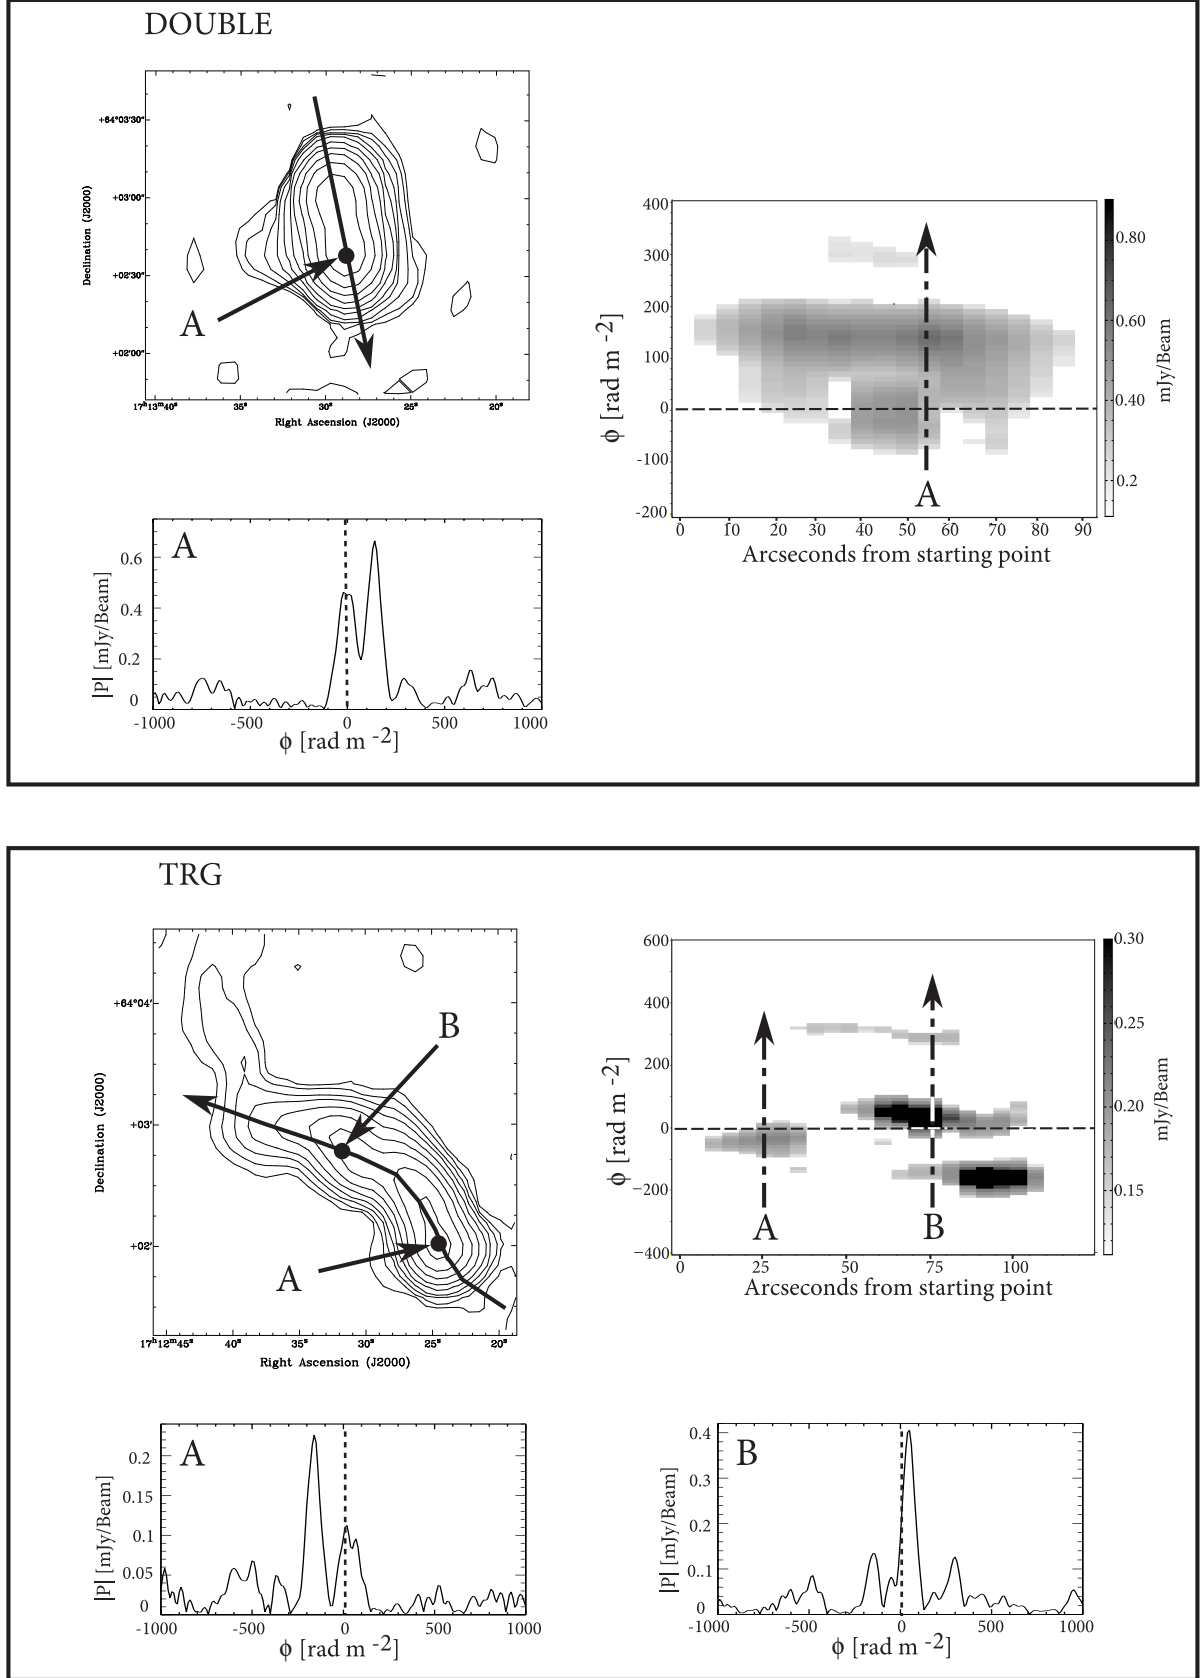 DOUBLE
+64°03'30"
+03'00"
+02'30"
+02'00"
Declination (J2000)
A
17ʰ13ᵐ40ˢ 35ˢ 30ˢ 25ˢ 20ˢ
Right Ascension (J2000)
400
300
200
100
0
-100
-200
ϕ [rad m -2]
A
0 10 20 30 40 50 60 70 80 90
Arcseconds from starting point
0.80
0.60
0.40
0.2
mJy/Beam
A
0.6
0.4
0.2
0
|P| [mJy/Beam]
-1000 -500 0 500 1000
ϕ [rad m -2]
TRG
+64°04'
+03'
+02'
Declination (J2000)
B
A
17ʰ12ᵐ45ˢ 40ˢ 35ˢ 30ˢ 25ˢ 20ˢ
Right Ascension (J2000)
600
400
200
0
−200
−400
ϕ [rad m -2]
A B
0 25 50 75 100
Arcseconds from starting point
0.30
0.25
0.20
0.15
mJy/Beam
A
0.2
0.15
0.1
0.05
0
|P| [mJy/Beam]
-1000 -500 0 500 1000
ϕ [rad m -2]
B
0.4
0.3
0.2
0.1
0
|P| [mJy/Beam]
-1000 -500 0 500 1000
ϕ [rad m -2]